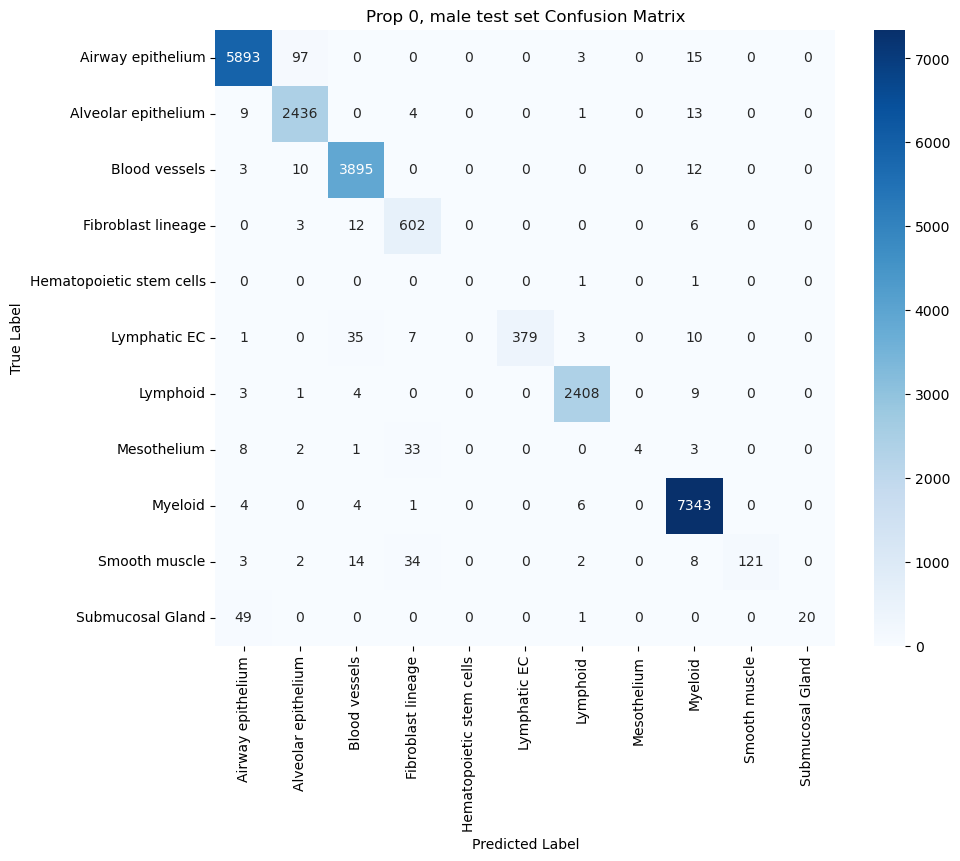 Prop 0, male test set Confusion Matrix
True Label
Airway epithelium 5893 97 0 0 0 0 3 0 15 0 0
Alveolar epithelium 9 2436 0 4 0 0 1 0 13 0 0
Blood vessels 3 10 3895 0 0 0 0 0 12 0 0
Fibroblast lineage 0 3 12 602 0 0 0 0 6 0 0
Hematopoietic stem cells 0 0 0 0 0 0 1 0 1 0 0
Lymphatic EC 1 0 35 7 0 379 3 0 10 0 0
Lymphoid 3 1 4 0 0 0 2408 0 9 0 0
Mesothelium 8 2 1 33 0 0 0 4 3 0 0
Myeloid 4 0 4 1 0 0 6 0 7343 0 0
Smooth muscle 3 2 14 34 0 0 2 0 8 121 0
Submucosal Gland 49 0 0 0 0 0 1 0 0 0 20
Airway epithelium
Alveolar epithelium
Blood vessels
Fibroblast lineage
Hematopoietic stem cells
Lymphatic EC
Lymphoid
Mesothelium
Myeloid
Smooth muscle
Submucosal Gland
Predicted Label
7000
6000
5000
4000
3000
2000
1000
0